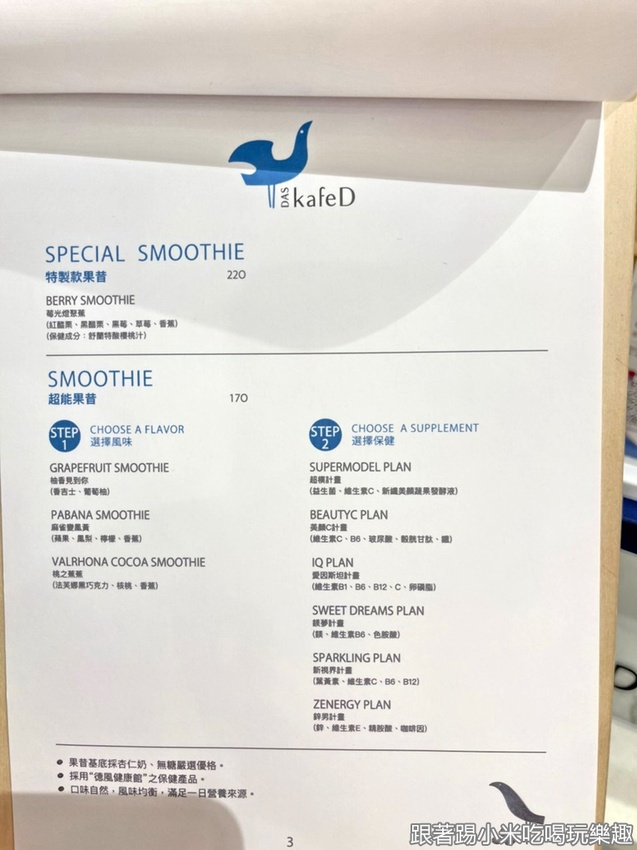 DAS kafeD
SPECIAL SMOOTHIE
特製款果昔 220
BERRY SMOOTHIE
莓光燈聚蕉
(紅醋栗、黑醋栗、黑莓、草莓、香蕉)
(保健成分：舒蘭特酸櫻桃汁)
SMOOTHIE
超能果昔 170
STEP 1
CHOOSE A FLAVOR
選擇風味
GRAPEFRUIT SMOOTHIE
柚香見到你
(香吉士、葡萄柚)
PABANA SMOOTHIE
麻雀變鳳黃
(蘋果、鳳梨、檸檬、香蕉)
VALRHONA COCOA SMOOTHIE
桃之蕉蕉
(法芙娜黑巧克力、核桃、香蕉)
STEP 2
CHOOSE A SUPPLEMENT
選擇保健
SUPERMODEL PLAN
超模計畫
(益生菌、維生素C、新纖美顏蔬果發酵液)
BEAUTYC PLAN
美顏C計畫
(維生素C、B6、玻尿酸、穀胱甘肽、鐵)
IQ PLAN
愛因斯坦計畫
(維生素B1、B6、B12、C、卵磷脂)
SWEET DREAMS PLAN
鎂夢計畫
(鎂、維生素B6、色胺酸)
SPARKLING PLAN
新視界計畫
(葉黃素、維生素C、B6、B12)
ZENERGY PLAN
鋅男計畫
(鋅、維生素E、精胺酸、咖啡因)
● 果昔基底採杏仁奶、無糖嚴選優格。
● 採用“德風健康館”之保健產品。
● 口味自然，風味均衡，滿足一日營養來源。
3
跟著踢小米吃喝玩樂趣